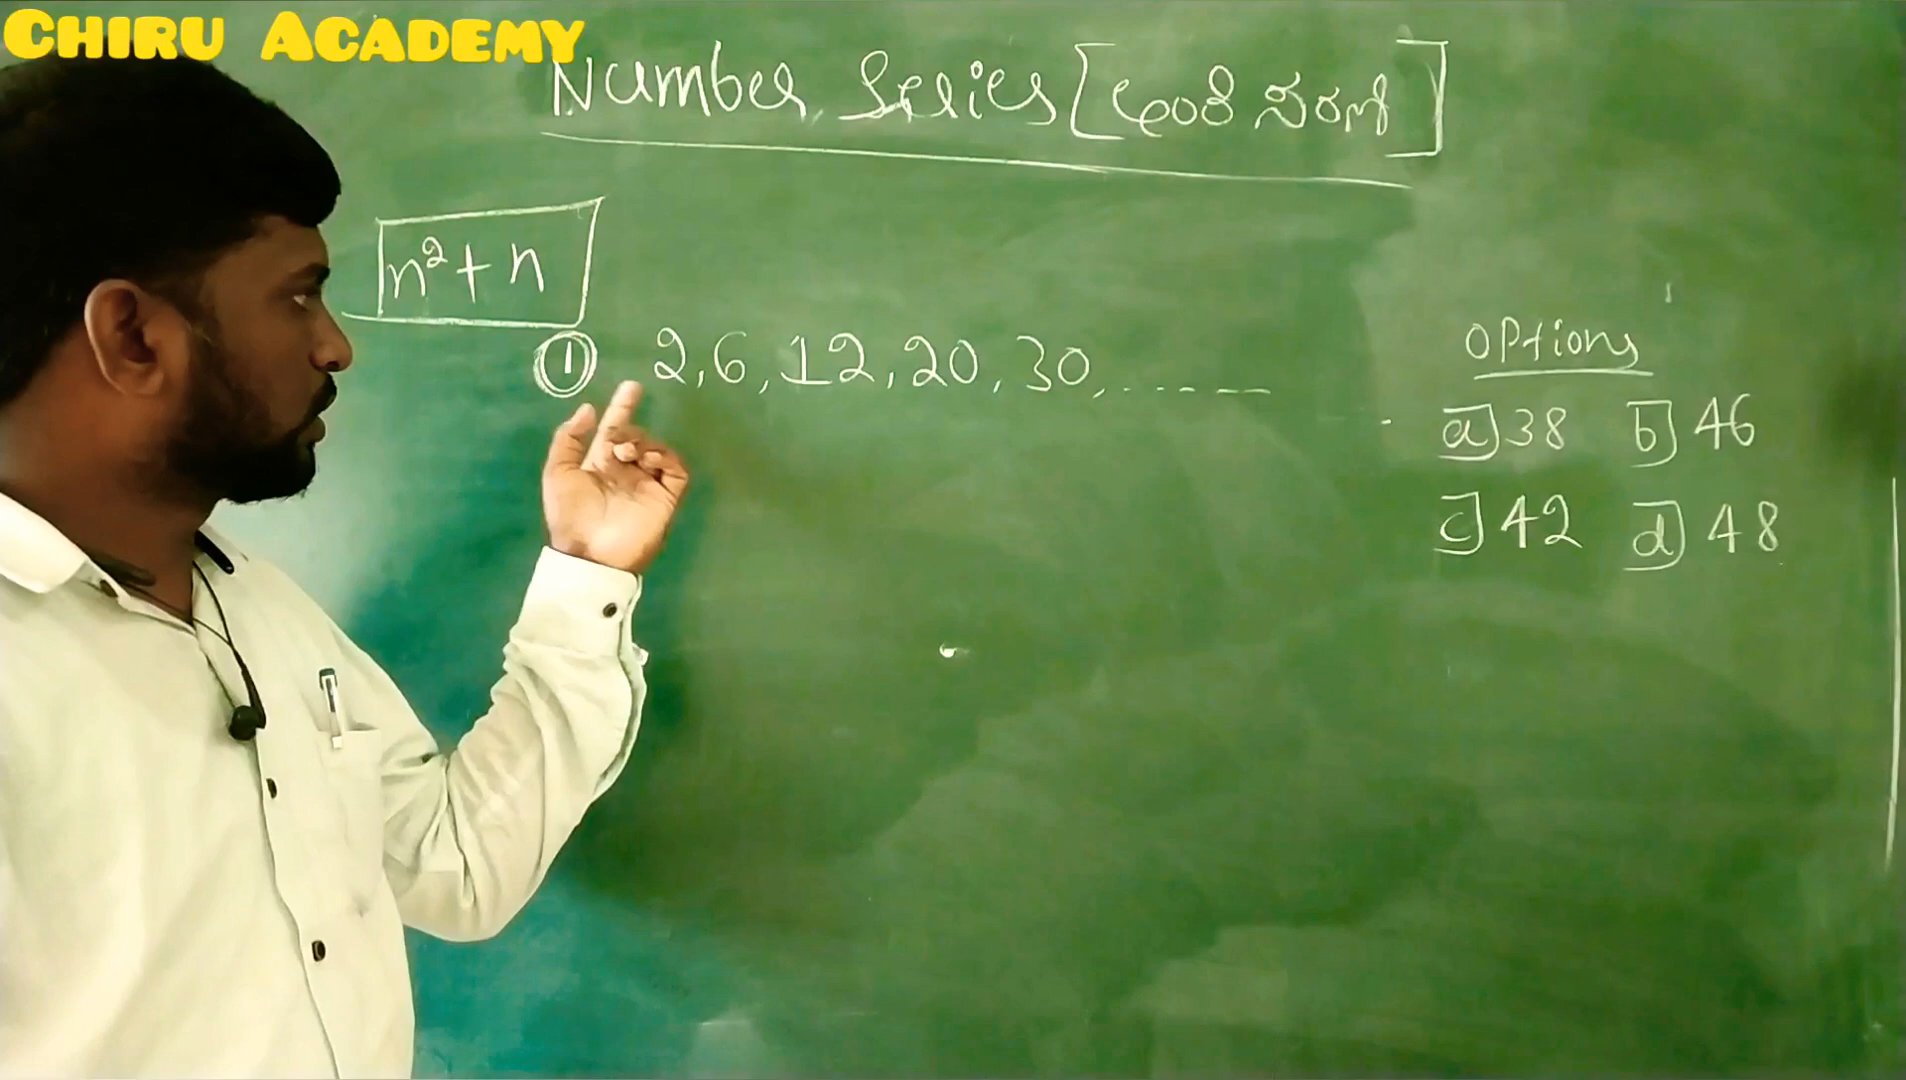 CHIRU ACADEMY
Number Series [ಅಂಕಿ ಸರಣಿ]
n²+n
① 2, 6, 12, 20, 30, .----
Options
a] 38 b] 46
c] 42 d] 48